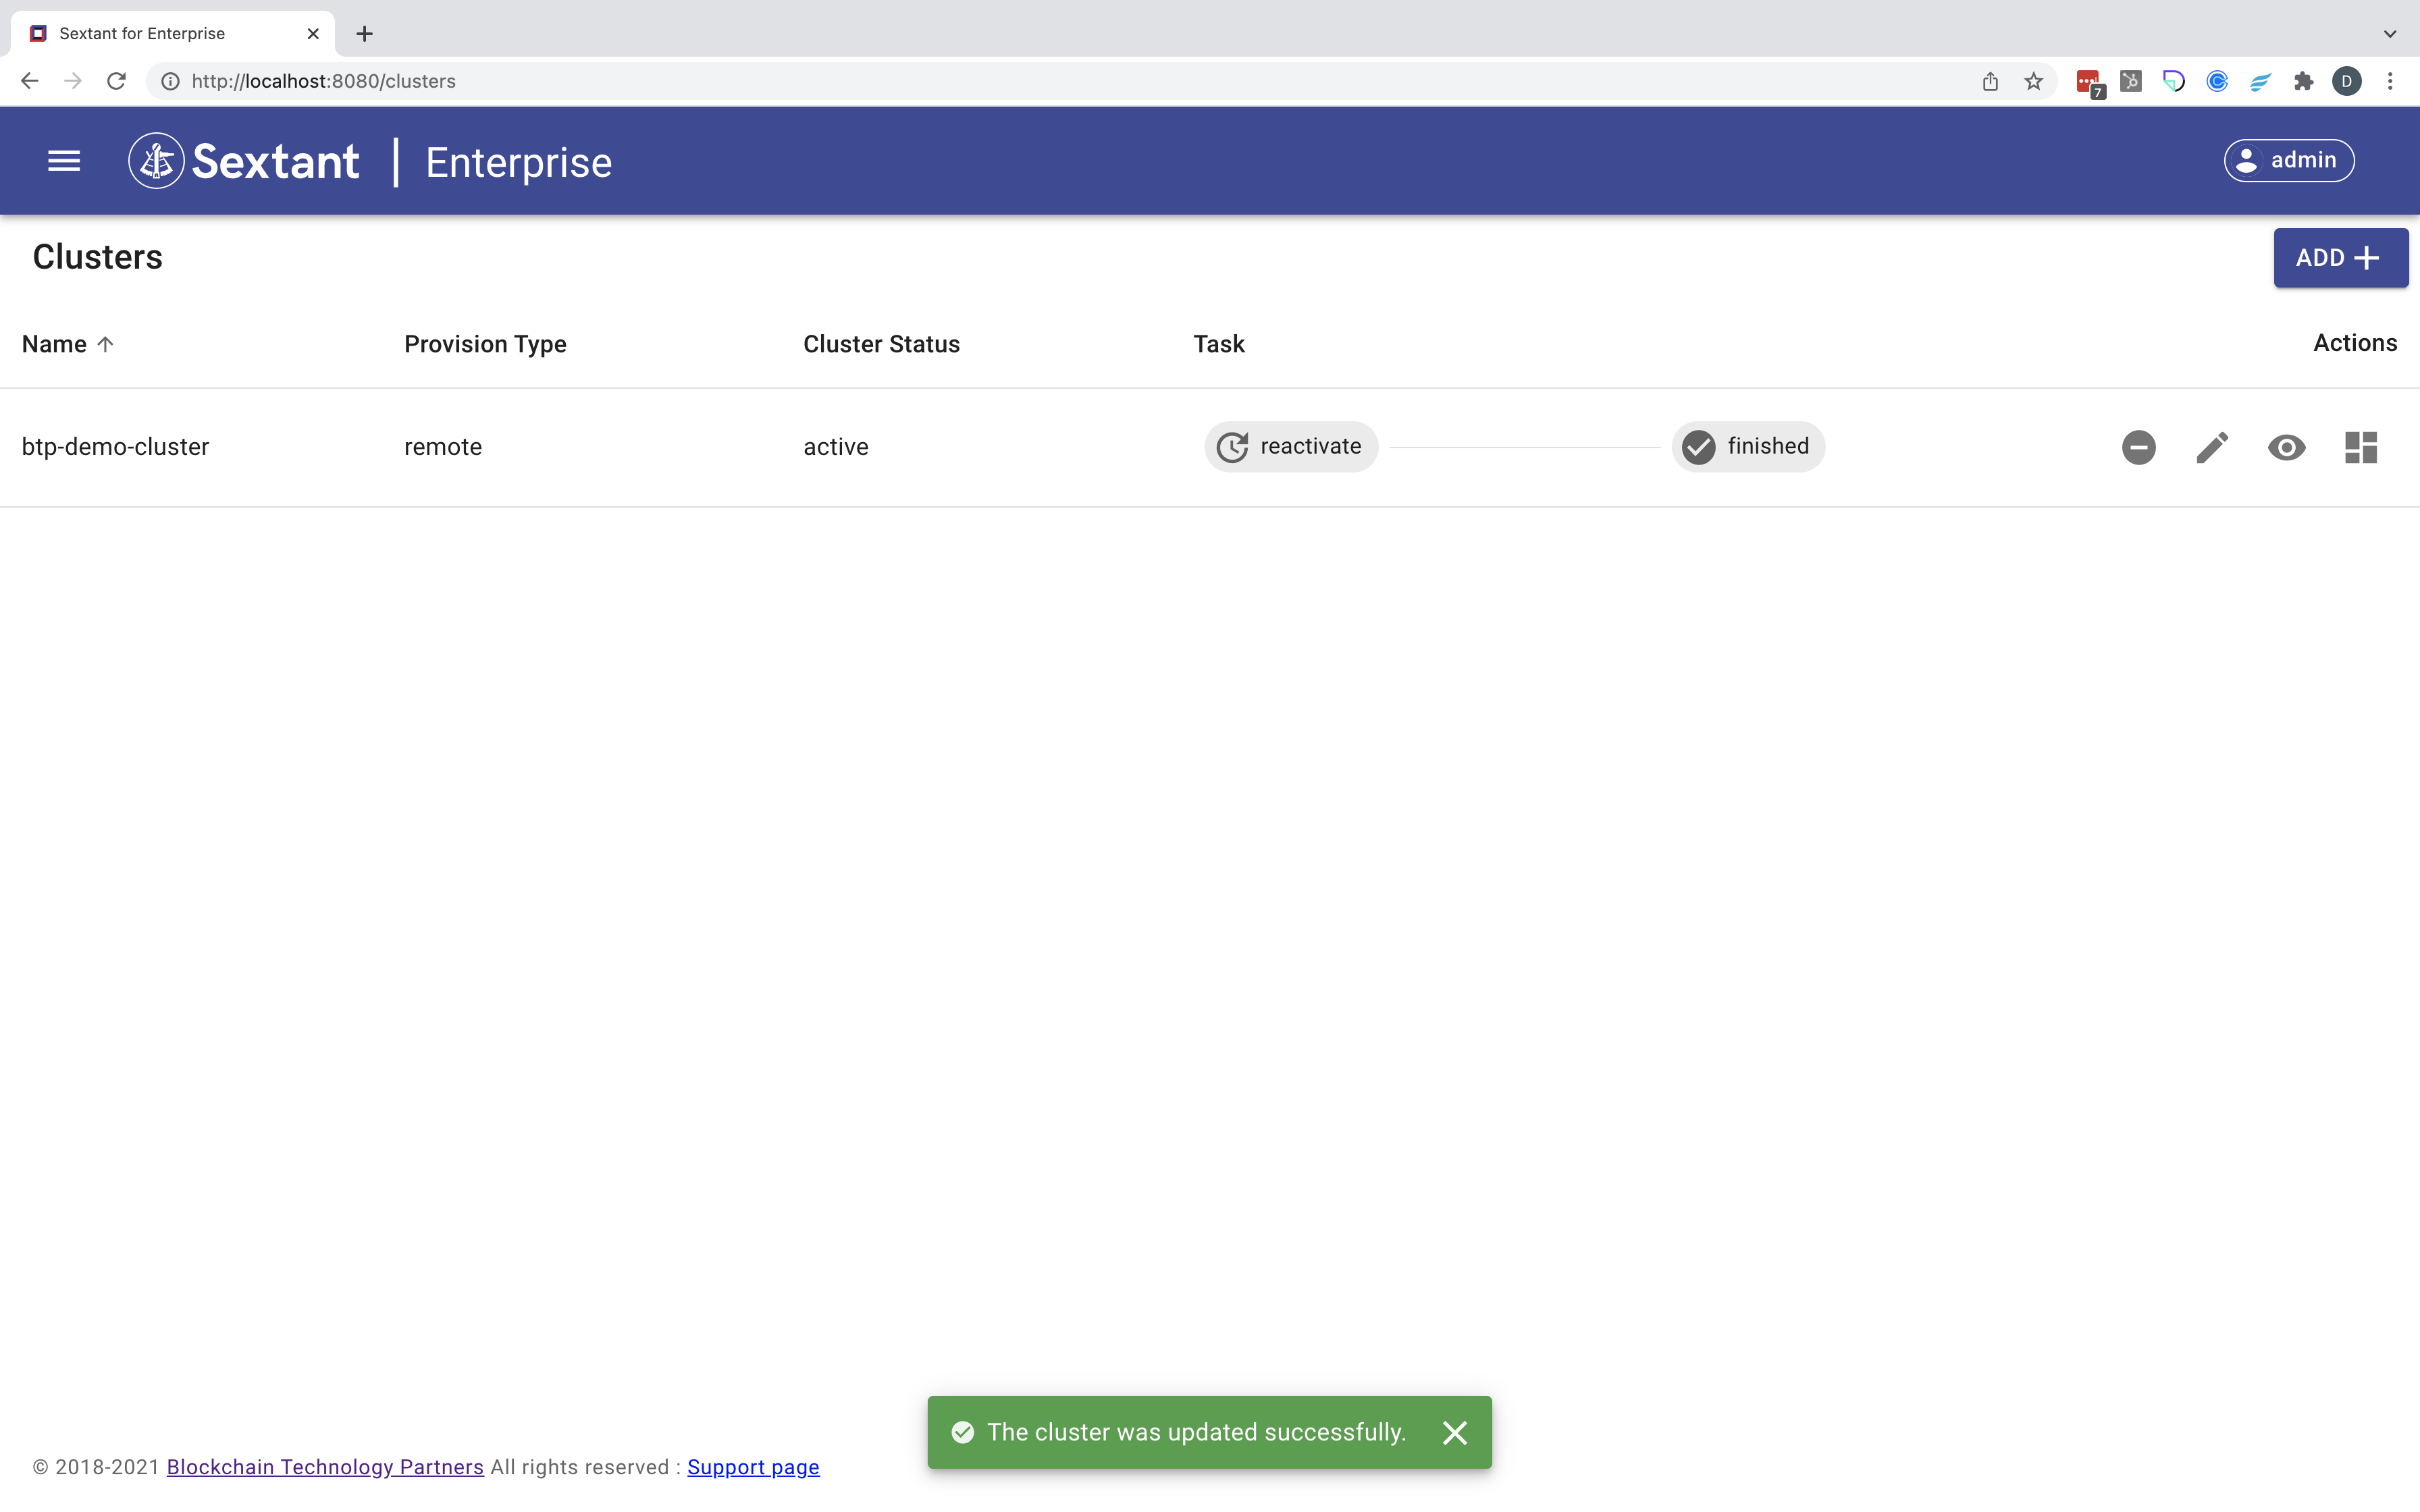 Sextant for Enterprise
http://localhost:8080/clusters
7
D
Sextant | Enterprise
admin
Clusters
ADD
Name Provision Type Cluster Status Task Actions
btp-demo-cluster remote active reactivate finished
The cluster was updated successfully.
© 2018-2021 Blockchain Technology Partners All rights reserved : Support page